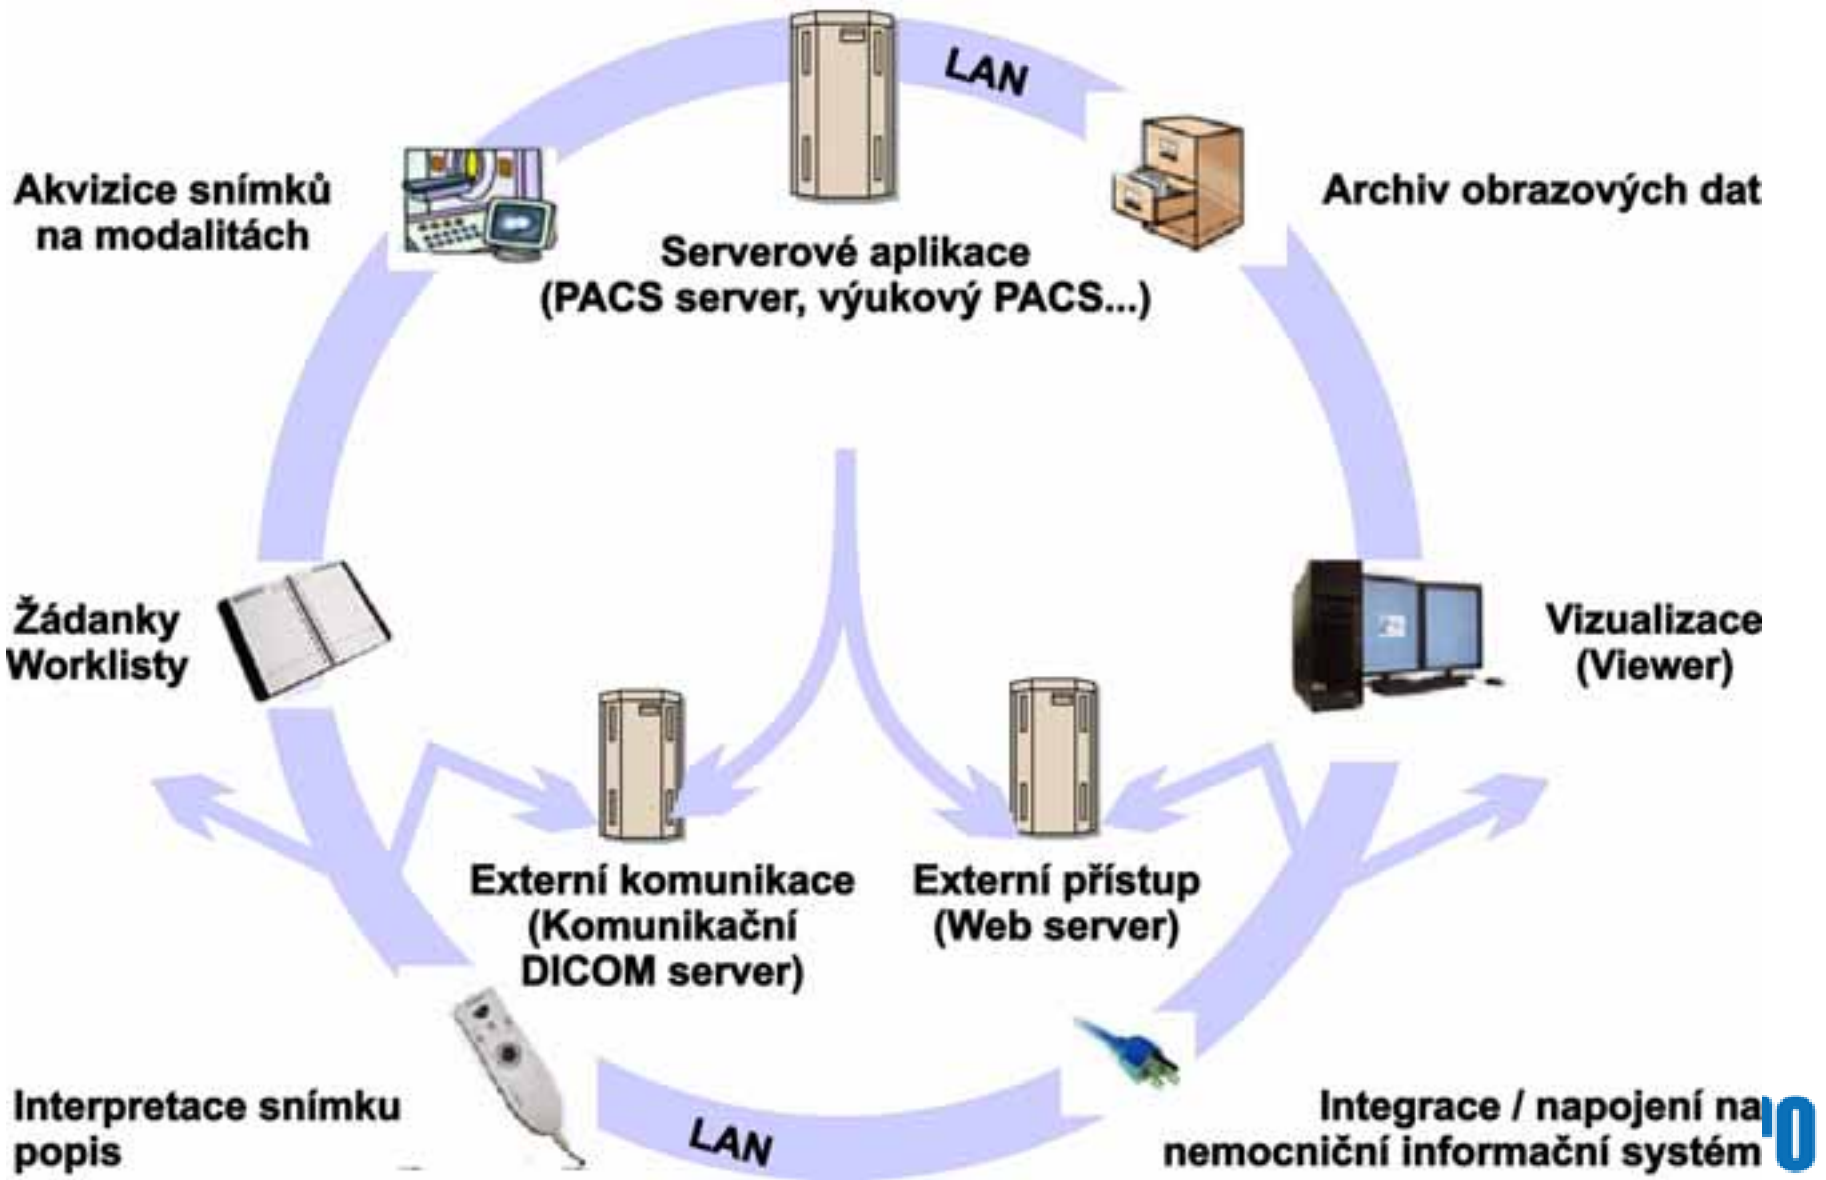 LAN
Akvizice snímků
na modalitách
Archiv obrazových dat
Serverové aplikace
(PACS server, výukový PACS...)
Žádanky
Worklisty
Vizualizace
(Viewer)
Externí komunikace
(Komunikační
DICOM server)
Externí přístup
(Web server)
Interpretace snímku
popis
LAN
Integrace / napojení na
nemocniční informační systém